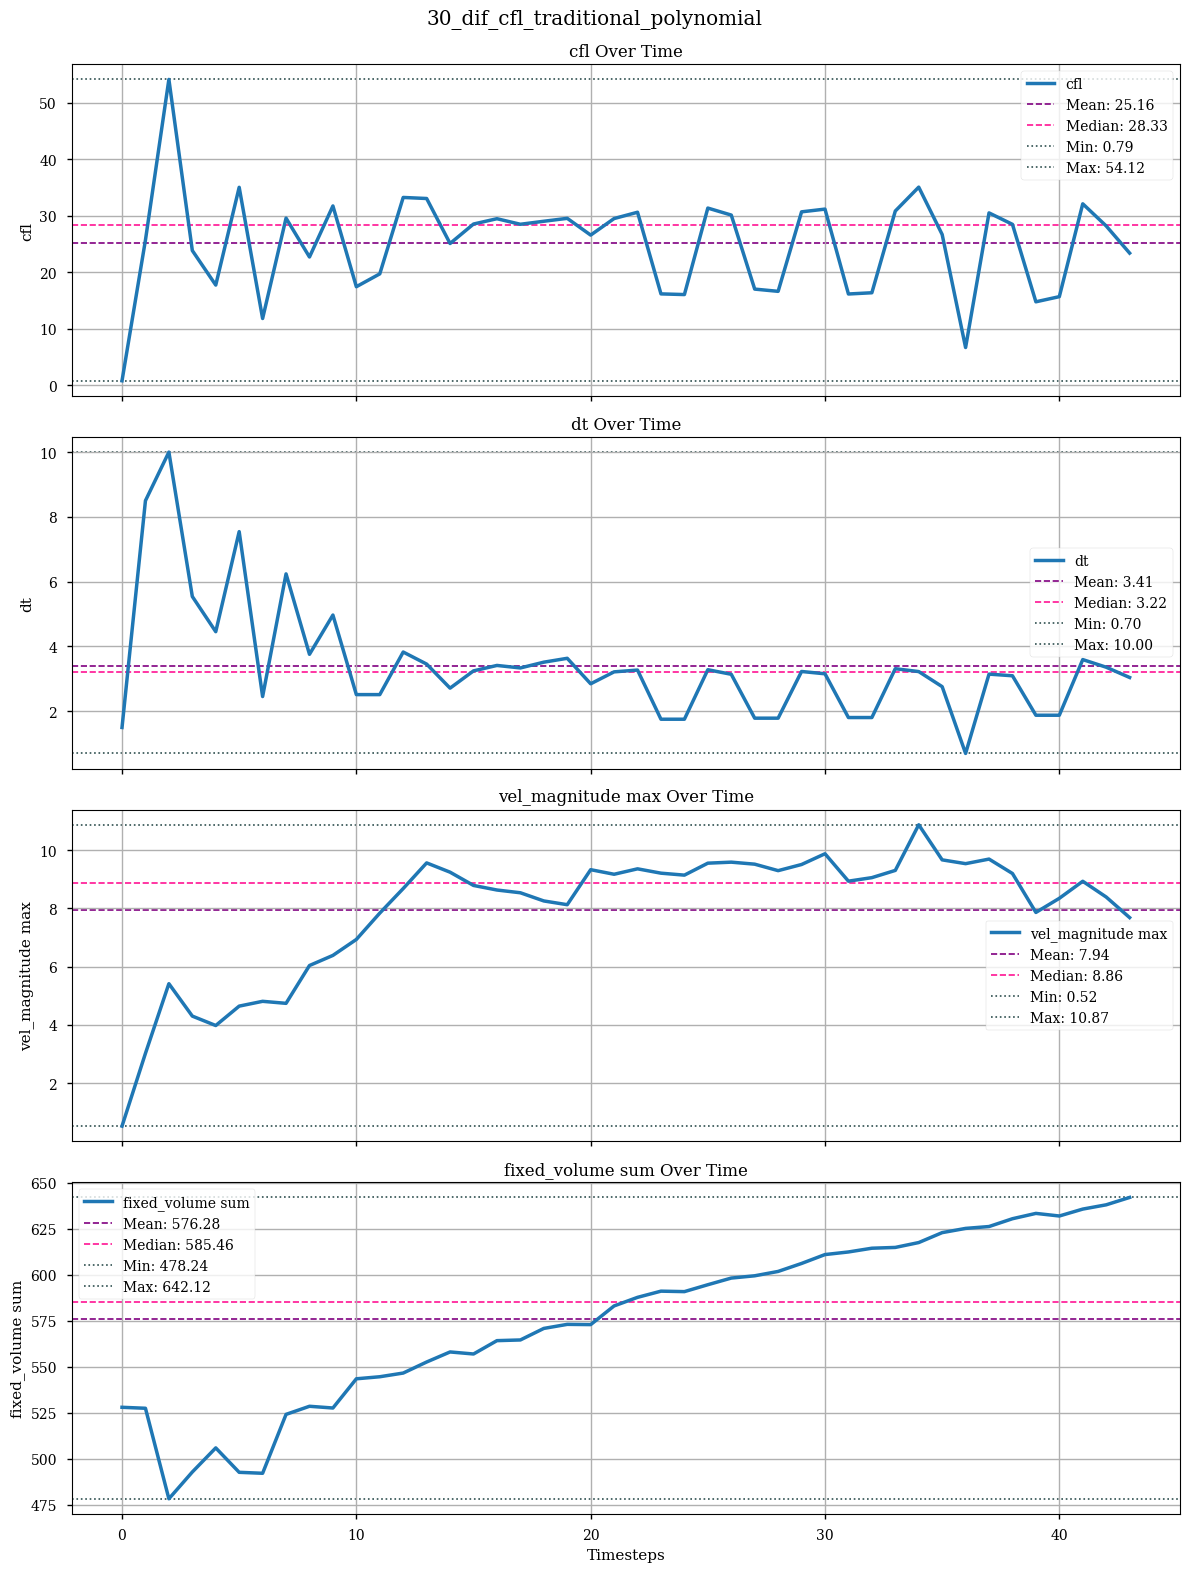 30_dif_cfl_traditional_polynomial
cfl Over Time
cfl
50
40
30
20
10
0
cfl
Mean: 25.16
Median: 28.33
Min: 0.79
Max: 54.12
dt Over Time
dt
10
8
6
4
2
dt
Mean: 3.41
Median: 3.22
Min: 0.70
Max: 10.00
vel_magnitude max Over Time
vel_magnitude max
10
8
6
4
2
vel_magnitude max
Mean: 7.94
Median: 8.86
Min: 0.52
Max: 10.87
fixed_volume sum Over Time
fixed_volume sum
650
625
600
575
550
525
500
475
fixed_volume sum
Mean: 576.28
Median: 585.46
Min: 478.24
Max: 642.12
0 10 20 30 40
Timesteps